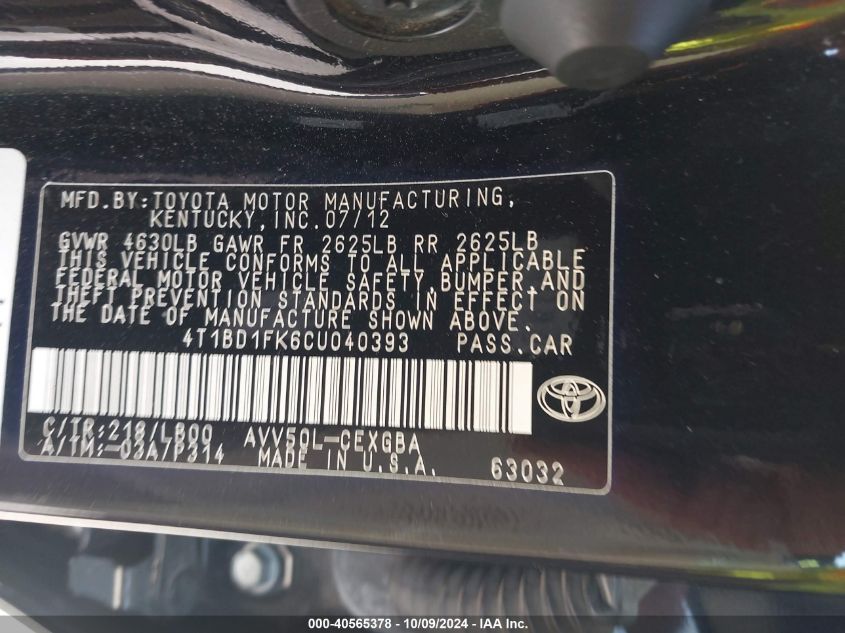 MFD.BY:TOYOTA MOTOR MANUFACTURING,
KENTUCKY,INC.07/12
GVWR 4630LB GAWR FR 2625LB RR 2625LB
THIS VEHICLE CONFORMS TO ALL APPLICABLE
FEDERAL MOTOR VEHICLE SAFETY,BUMPER,AND
THEFT PREVENTION STANDARDS IN EFFECT ON
THE DATE OF MANUFACTURE SHOWN ABOVE.
4T1BD1FK6CU040393 PASS.CAR
C/TR:218/LB00 AVV50L-CEXGBA
A/TM:-03A/P314 MADE IN U.S.A. 63032
000-40565378 - 10/09/2024 - IAAI.com